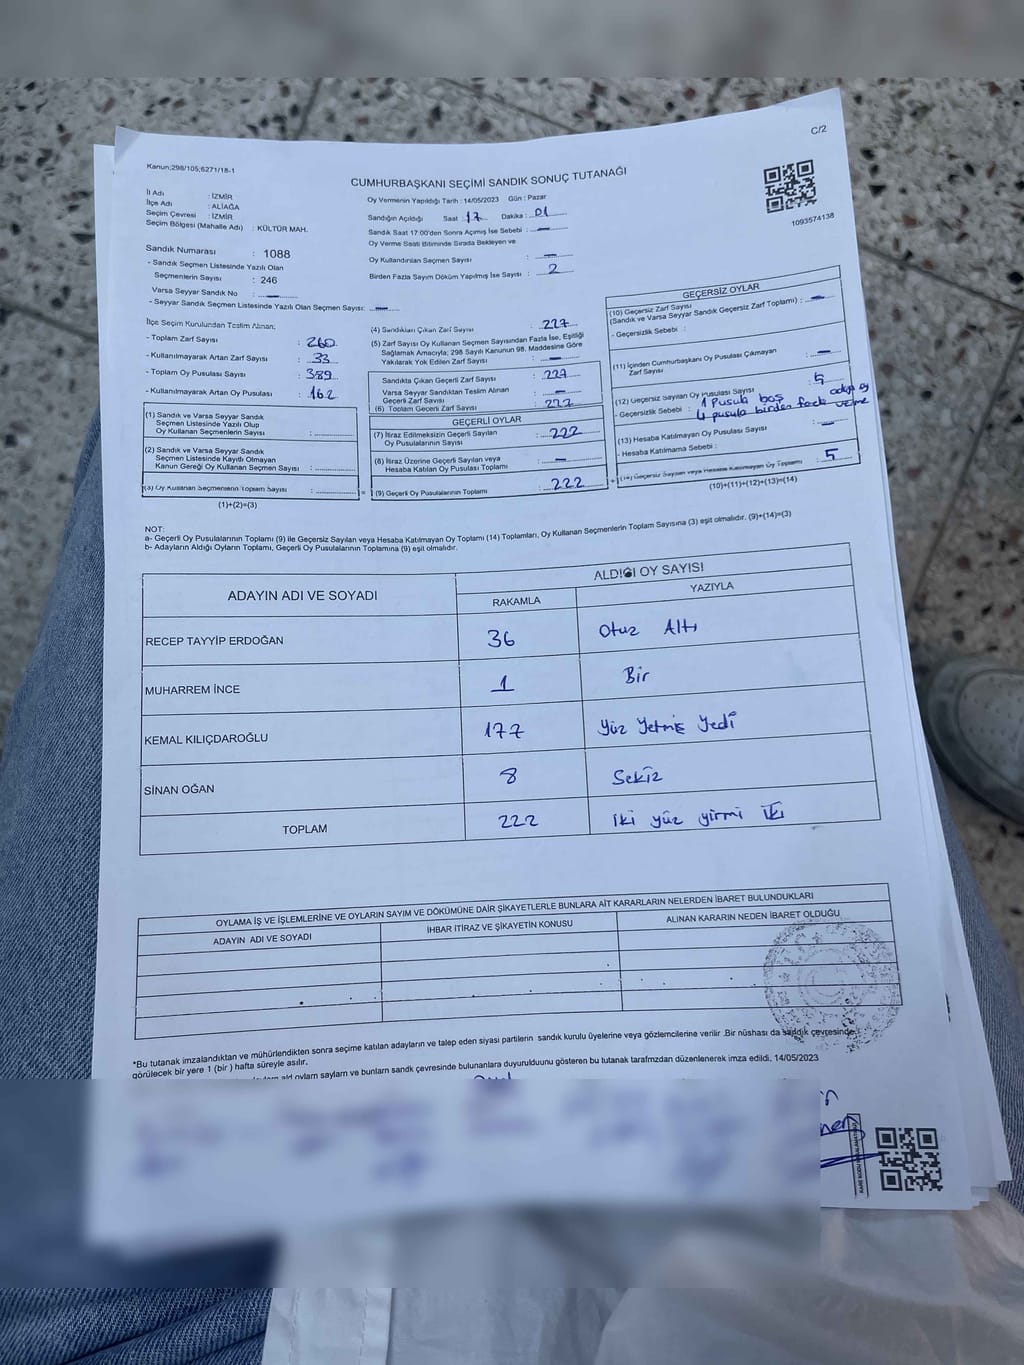 C/2
Kanun;298/105;6271/18-1
CUMHURBAŞKANI SEÇİMİ SANDIK SONUÇ TUTANAĞI
1093574138
İl Adı : İZMİR
İlçe Adı : ALİAĞA
Seçim Çevresi : İZMİR
Seçim Bölgesi (Mahalle Adı) : KÜLTÜR MAH.
Sandık Numarası : 1088
- Sandık Seçmen Listesinde Yazılı Olan
Seçmenlerin Sayısı : 246
Varsa Seyyar Sandık No : —
- Seyyar Sandık Seçmen Listesinde Yazılı Olan Seçmen Sayısı: —
Oy Vermenin Yapıldığı Tarih : 14/05/2023 Gün : Pazar
Sandığın Açıldığı Saat : 17 Dakika : 01
Sandık Saat 17:00'den Sonra Açımış İse Sebebi : —
Oy Verme Saati Bitiminde Sırada Bekleyen ve
Oy Kullandırılan Seçmen Sayısı : —
Birden Fazla Sayım Döküm Yapılmış İse Sayısı : 2
İlçe Seçim Kurulundan Teslim Alınan;
- Toplam Zarf Sayısı : 260
- Kullanılmayarak Artan Zarf Sayısı : 33
- Toplam Oy Pusulası Sayısı : 389
- Kullanılmayarak Artan Oy Pusulası : 162
(1) Sandık ve Varsa Seyyar Sandık
Seçmen Listesinde Yazılı Olup
Oy Kullanan Seçmenlerin Sayısı :
(2) Sandık ve Varsa Seyyar Sandık
Seçmen Listesinde Kayıtlı Olmayan
Kanun Gereği Oy Kullanan Seçmen Sayısı :
(3) Oy Kullanan Seçmenlerin Toplam Sayısı :
(1)+(2)=(3)
(4) Sandıktan Çıkan Zarf Sayısı : 227
(5) Zarf Sayısı Oy Kullanan Seçmen Sayısından Fazla İse, Eşitliği
Sağlamak Amacıyla; 298 Sayılı Kanunun 98. Maddesine Göre
Yakılarak Yok Edilen Zarf Sayısı : —
Sandıkta Çıkan Geçerli Zarf Sayısı : 227
Varsa Seyyar Sandıktan Teslim Alınan
Geçerli Zarf Sayısı : —
(6) Toplam Geçerli Zarf Sayısı : 227
GEÇERLİ OYLAR
(7) İtiraz Edilmeksizin Geçerli Sayılan
Oy Pusulalarının Sayısı : 222
(8) İtiraz Üzerine Geçerli Sayılan veya
Hesaba Katılan Oy Pusulası Toplamı : —
= (9) Geçerli Oy Pusulalarının Toplamı : 222 +
GEÇERSİZ OYLAR
(10) Geçersiz Zarf Sayısı
(Sandık ve Varsa Seyyar Sandık Geçersiz Zarf Toplamı) : —
- Geçersizlik Sebebi :
(11) İçinden Cumhurbaşkanı Oy Pusulası Çıkmayan
Zarf Sayısı : —
(12) Geçersiz Sayılan Oy Pusulası Sayısı : 5
- Geçersizlik Sebebi : 1 Pusula boş
4 pusula birden fazla adaya oy verme
(13) Hesaba Katılmayan Oy Pusulası Sayısı : —
- Hesaba Katılmama Sebebi :
(14) Geçersiz Sayılan veya Hesaba Katılmayan Oy Toplamı : 5
(10)+(11)+(12)+(13)=(14)
NOT:
a- Geçerli Oy Pusulalarının Toplamı (9) ile Geçersiz Sayılan veya Hesaba Katılmayan Oy Toplamı (14) Toplamları, Oy Kullanan Seçmenlerin Toplam Sayısına (3) eşit olmalıdır. (9)+(14)=(3)
b- Adayların Aldığı Oyların Toplamı, Geçerli Oy Pusulalarının Toplamına (9) eşit olmalıdır.
ADAYIN ADI VE SOYADI ALDIĞI OY SAYISI
RAKAMLA YAZIYLA
RECEP TAYYİP ERDOĞAN 36 Otuz Altı
MUHARREM İNCE 1 Bir
KEMAL KILIÇDAROĞLU 177 Yüz Yetmiş Yedi
SİNAN OĞAN 8 Sekiz
TOPLAM 222 iki yüz yirmi iki
OYLAMA İŞ VE İŞLEMLERİNE VE OYLARIN SAYIM VE DÖKÜMÜNE DAİR ŞİKAYETLERLE BUNLARA AİT KARARLARIN NELERDEN İBARET BULUNDUKLARI
ADAYIN ADI VE SOYADI İHBAR İTİRAZ VE ŞİKAYETİN KONUSU ALINAN KARARIN NEDEN İBARET OLDUĞU
*Bu tutanak imzalandıktan ve mühürlendikten sonra seçime katılan adayların ve talep eden siyasi partilerin sandık kurulu üyelerine veya gözlemcilerine verilir .Bir nüshası da sandık çevresinde
görülecek bir yere 1 (bir ) hafta süreyle asılır.
oyların sayların ve bunların sandk çevresinde bulunanlara duyurulduunu gösteren bu tutanak tarafmzdan düzenlenerek imza edildi. 14/05/2023